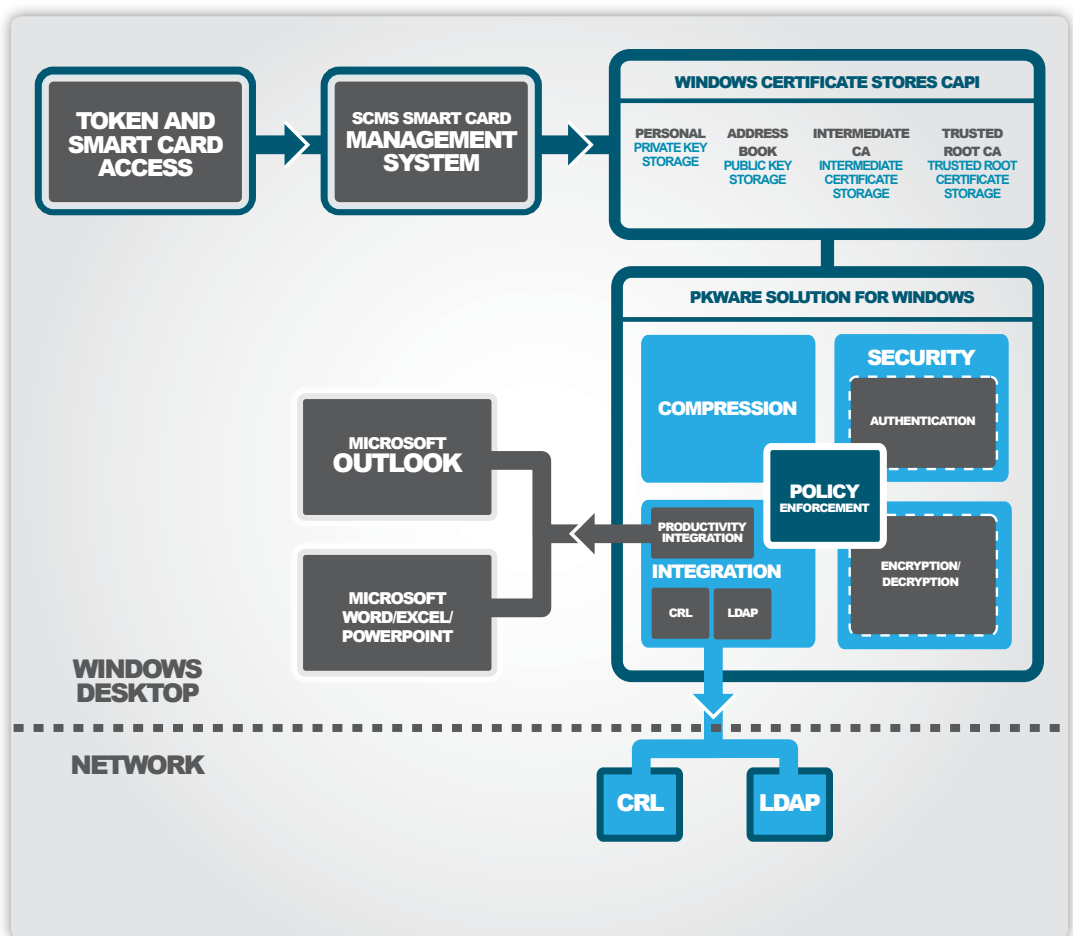 TOKEN AND
SMART CARD
ACCESS
SCMS SMART CARD
MANAGEMENT
SYSTEM
WINDOWS CERTIFICATE STORES CAPI
PERSONAL
PRIVATE KEY
STORAGE
ADDRESS
BOOK
PUBLIC KEY
STORAGE
INTERMEDIATE
CA
INTERMEDIATE
CERTIFICATE
STORAGE
TRUSTED
ROOT CA
TRUSTED ROOT
CERTIFICATE
STORAGE
PKWARE SOLUTION FOR WINDOWS
COMPRESSION
SECURITY
AUTHENTICATION
POLICY
ENFORCEMENT
ENCRYPTION/
DECRYPTION
PRODUCTIVITY
INTEGRATION
INTEGRATION
CRL
LDAP
MICROSOFT
OUTLOOK
MICROSOFT
WORD/EXCEL/
POWERPOINT
WINDOWS
DESKTOP
NETWORK
CRL
LDAP